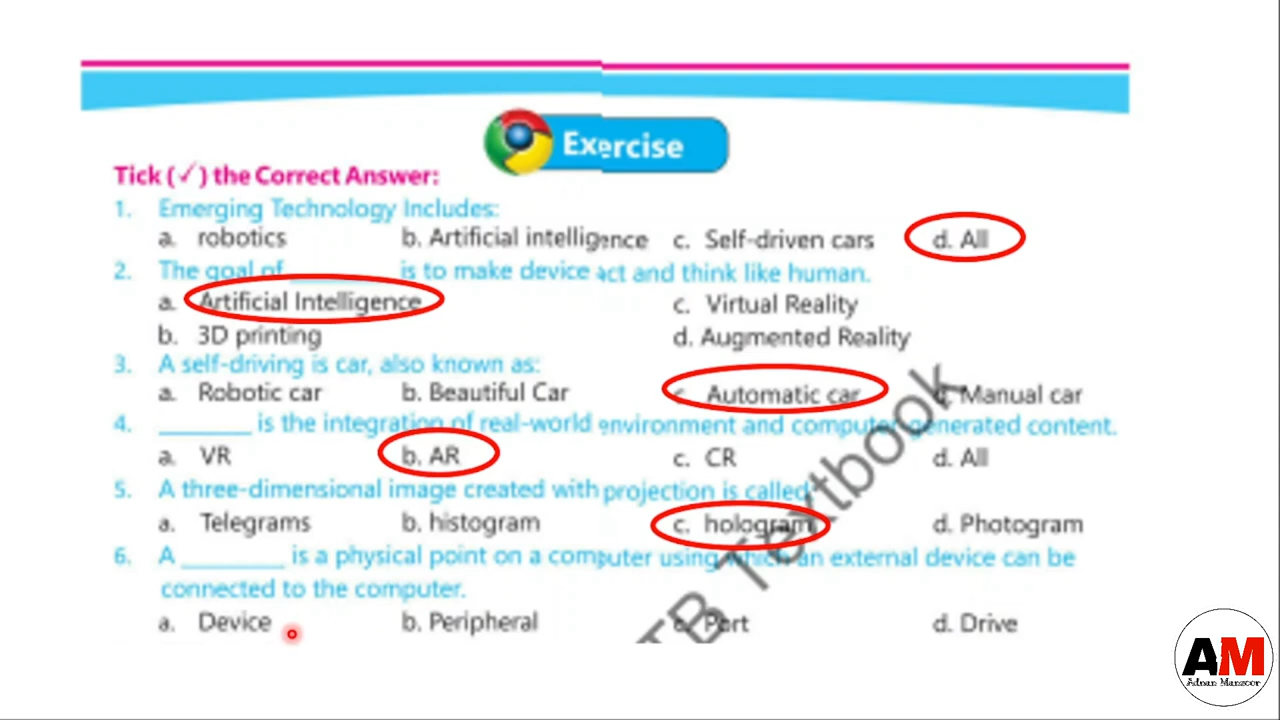 Exercise
Tick (✓) the Correct Answer:
1. Emerging Technology Includes:
a. robotics b. Artificial intelligence c. Self-driven cars d. All
2. The goal of ________ is to make device act and think like human.
a. Artificial Intelligence c. Virtual Reality
b. 3D printing d. Augmented Reality
3. A self-driving is car, also known as:
a. Robotic car b. Beautiful Car c. Automatic car d. Manual car
4. ________ is the integration of real-world environment and computer generated content.
a. VR b. AR c. CR d. All
5. A three-dimensional image created with projection is called
a. Telegrams b. histogram c. hologram d. Photogram
6. A ________ is a physical point on a computer using which an external device can be
connected to the computer.
a. Device b. Peripheral c. Port d. Drive
TB Textbook
AM
Adnan Manzoor